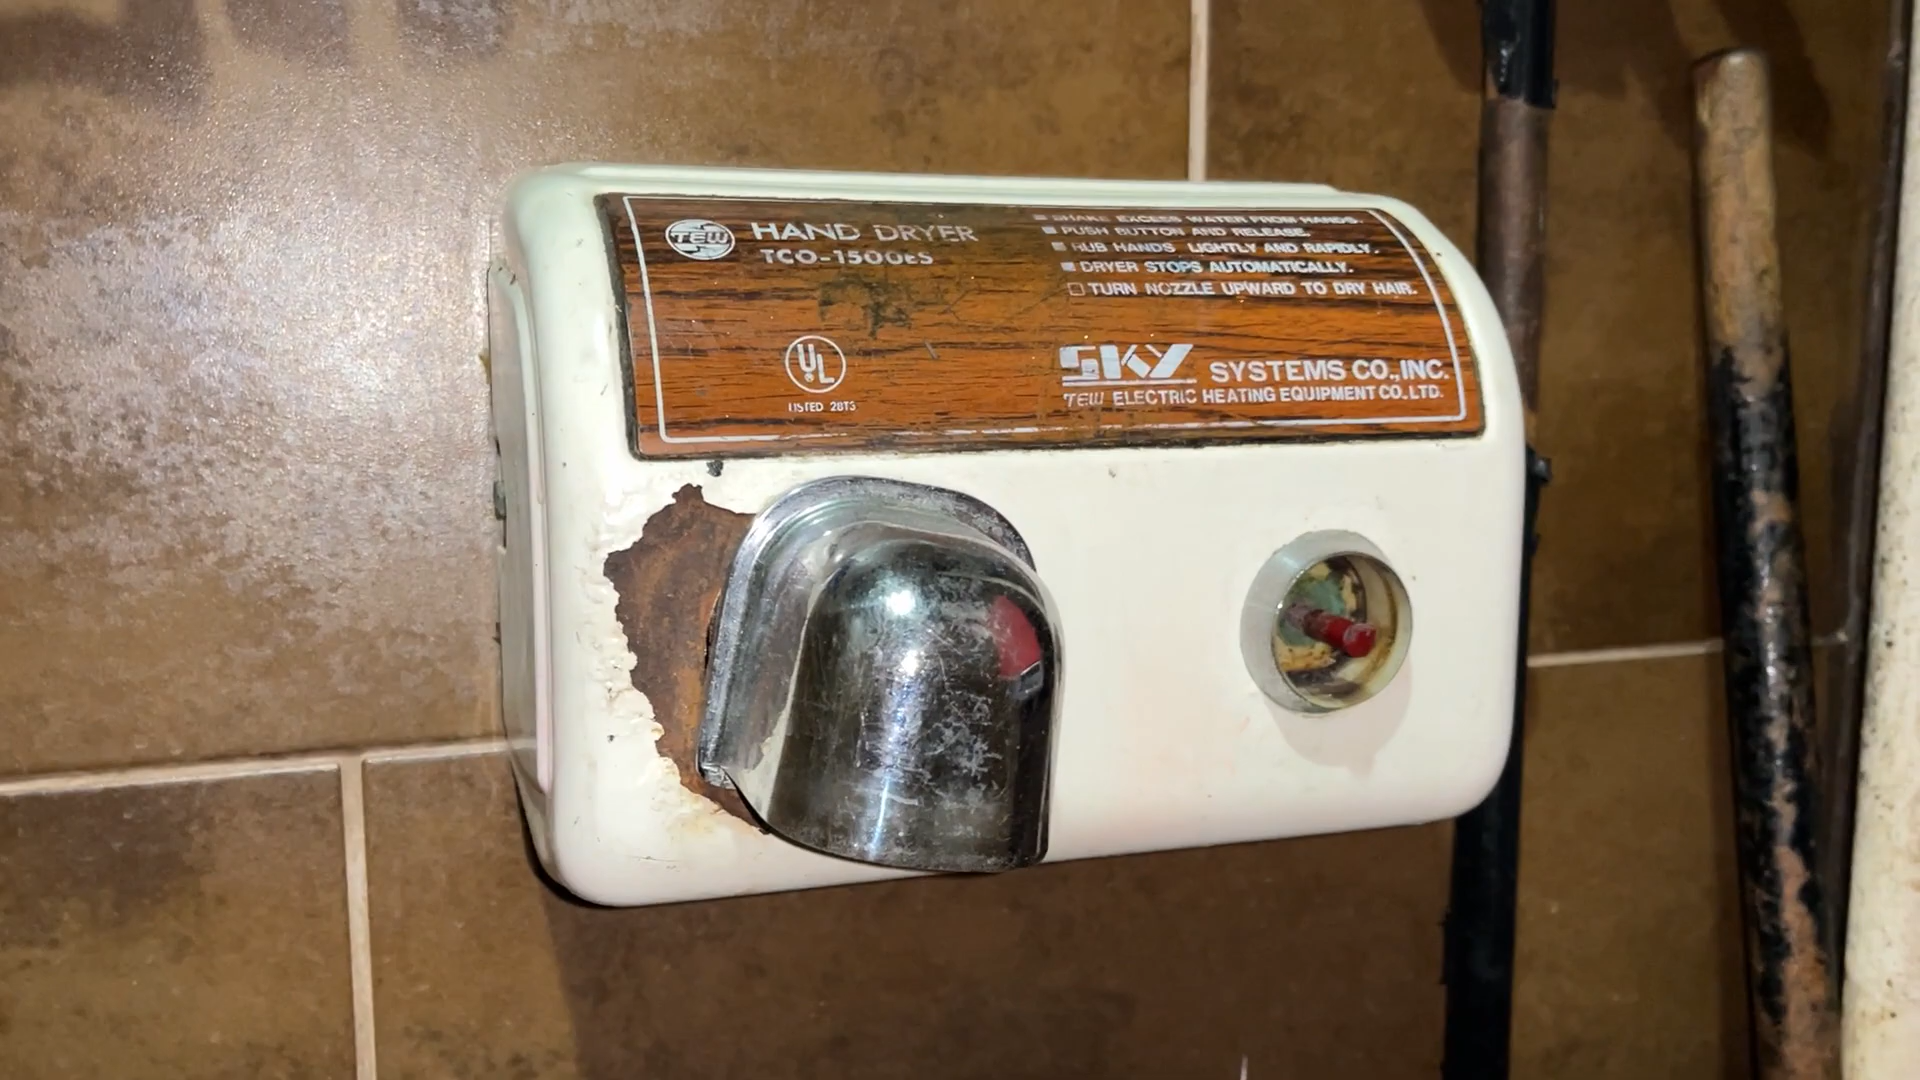 TEW
HAND DRYER
TCO-1500ES
SHAKE EXCESS WATER FROM HANDS.
PUSH BUTTON AND RELEASE.
RUB HANDS LIGHTLY AND RAPIDLY.
DRYER STOPS AUTOMATICALLY.
TURN NOZZLE UPWARD TO DRY HAIR.
UL
LISTED 28T3
SKY SYSTEMS CO.,INC.
TEW ELECTRIC HEATING EQUIPMENT CO.LTD.